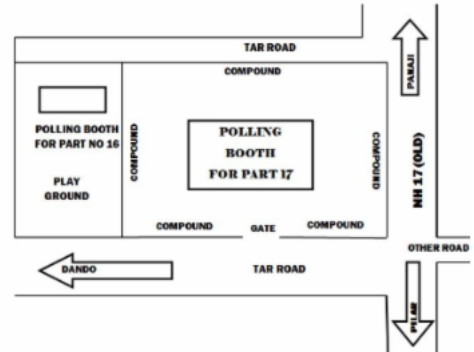 TAR ROAD
COMPOUND
PANAJI
POLLING BOOTH
FOR PART NO 16
COMPOUND
POLLING
BOOTH
FOR PART 17
COMPOUND
NH 17 (OLD)
PLAY
GROUND
COMPOUND
GATE
COMPOUND
OTHER ROAD
DANDO
TAR ROAD
PILAR